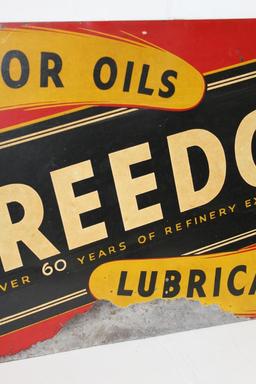 OR OILS
REEDO
VER 60 YEARS OF REFINERY EX
LUBRICA